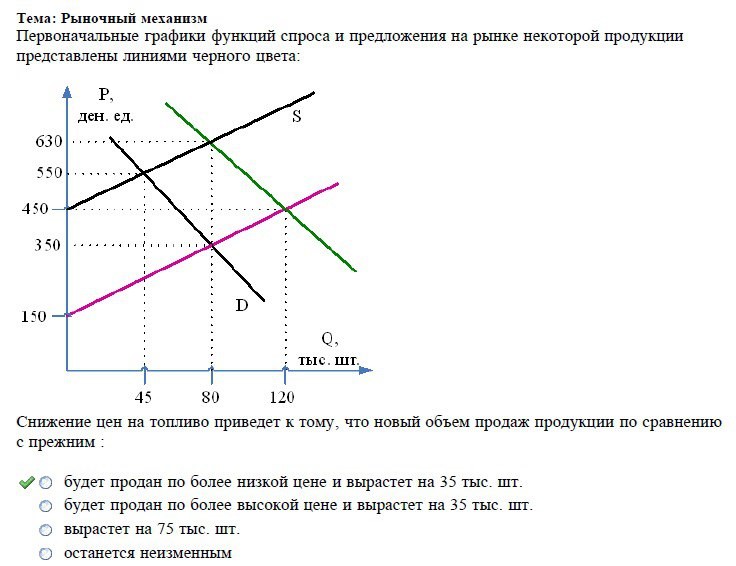 Тема: Рыночный механизм
Первоначальные графики функций спроса и предложения на рынке некоторой продукции
представлены линиями черного цвета:
P,
ден. ед.
S
630
550
450
350
150
D
Q,
тыс. шт.
45 80 120
Снижение цен на топливо приведет к тому, что новый объем продаж продукции по сравнению
с прежним :
будет продан по более низкой цене и вырастет на 35 тыс. шт.
будет продан по более высокой цене и вырастет на 35 тыс. шт.
вырастет на 75 тыс. шт.
останется неизменным